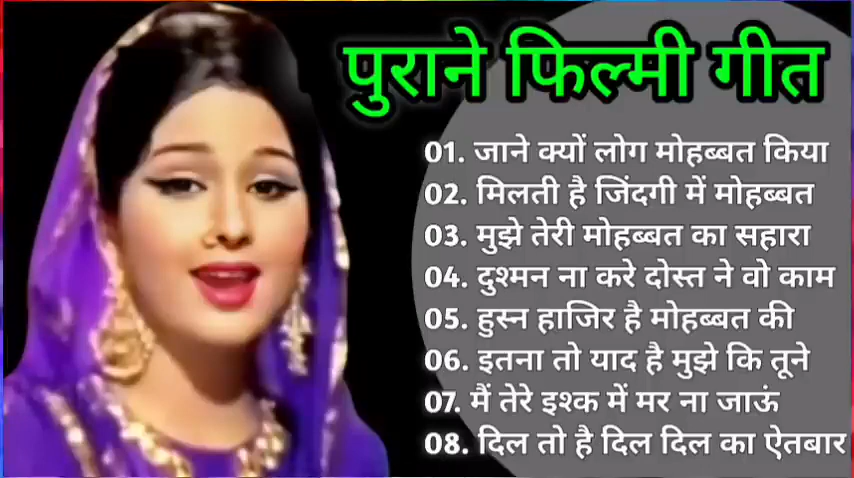 पुराने फिल्मी गीत
01. जाने क्यों लोग मोहब्बत किया
02. मिलती है जिंदगी में मोहब्बत
03. मुझे तेरी मोहब्बत का सहारा
04. दुश्मन ना करे दोस्त ने वो काम
05. हुस्न हाजिर है मोहब्बत की
06. इतना तो याद है मुझे कि तूने
07. मैं तेरे इश्क में मर ना जाऊं
08. दिल तो है दिल दिल का ऐतबार